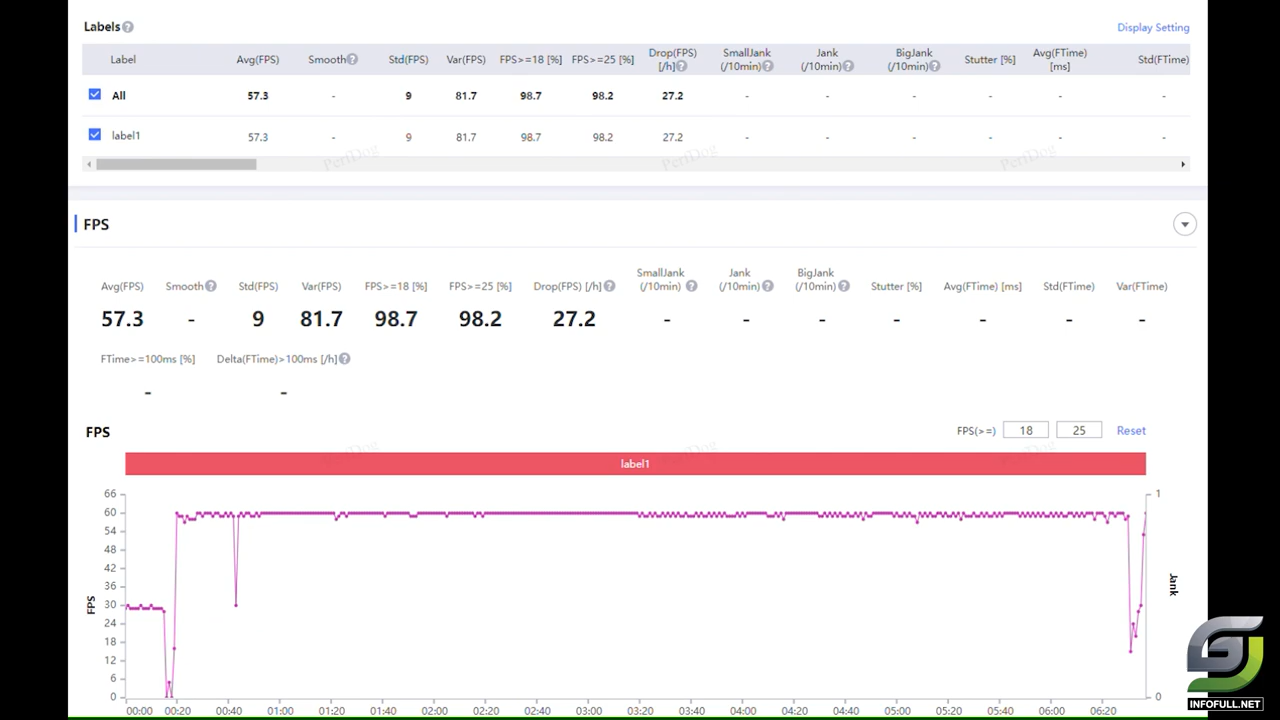 Labels
Display Setting
Label Avg(FPS) Smooth Std(FPS) Var(FPS) FPS>=18 [%] FPS>=25 [%] Drop(FPS) [/h] SmallJank (/10min) Jank (/10min) BigJank (/10min) Stutter [%] Avg(FTime) [ms] Std(FTime)
All 57.3 - 9 81.7 98.7 98.2 27.2 - - - - - -
label1 57.3 - 9 81.7 98.7 98.2 27.2 - - - - - -
PerfDog PerfDog PerfDog
FPS
Avg(FPS) Smooth Std(FPS) Var(FPS) FPS>=18 [%] FPS>=25 [%] Drop(FPS) [/h] SmallJank (/10min) Jank (/10min) BigJank (/10min) Stutter [%] Avg(FTime) [ms] Std(FTime) Var(FTime)
57.3 - 9 81.7 98.7 98.2 27.2 - - - - - - -
FTime>=100ms [%] Delta(FTime)>100ms [/h]
- -
FPS
FPS(>=) 18 25 Reset
label1
66 1
60
54
48
42
36
30
24
18
12
6
0 0
FPS
Jank
00:00 00:20 00:40 01:00 01:20 01:40 02:00 02:20 02:40 03:00 03:20 03:40 04:00 04:20 04:40 05:00 05:20 05:40 06:00 06:20
INFOFULL.NET